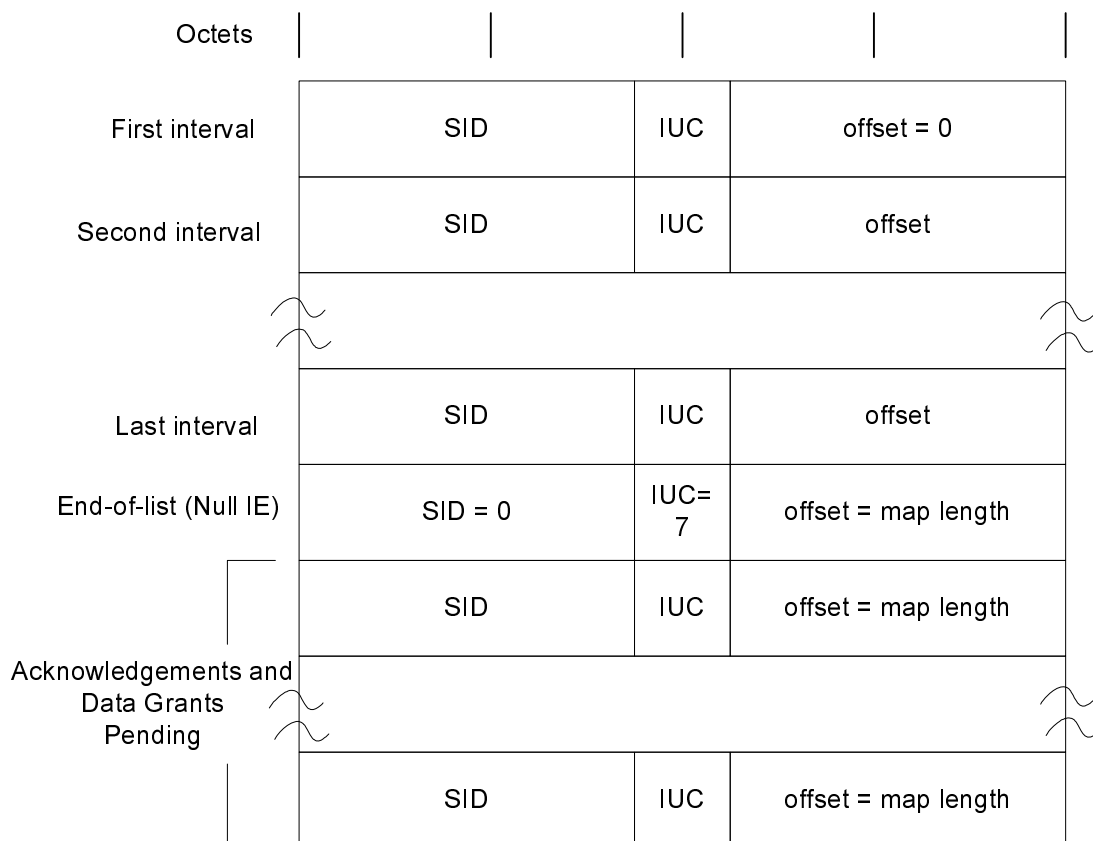 Octets
First interval
SID
IUC
offset = 0
Second interval
SID
IUC
offset
Last interval
SID
IUC
offset
End-of-list (Null IE)
SID = 0
IUC=
7
offset = map length
SID
IUC
offset = map length
Acknowledgements and
Data Grants
Pending
SID
IUC
offset = map length